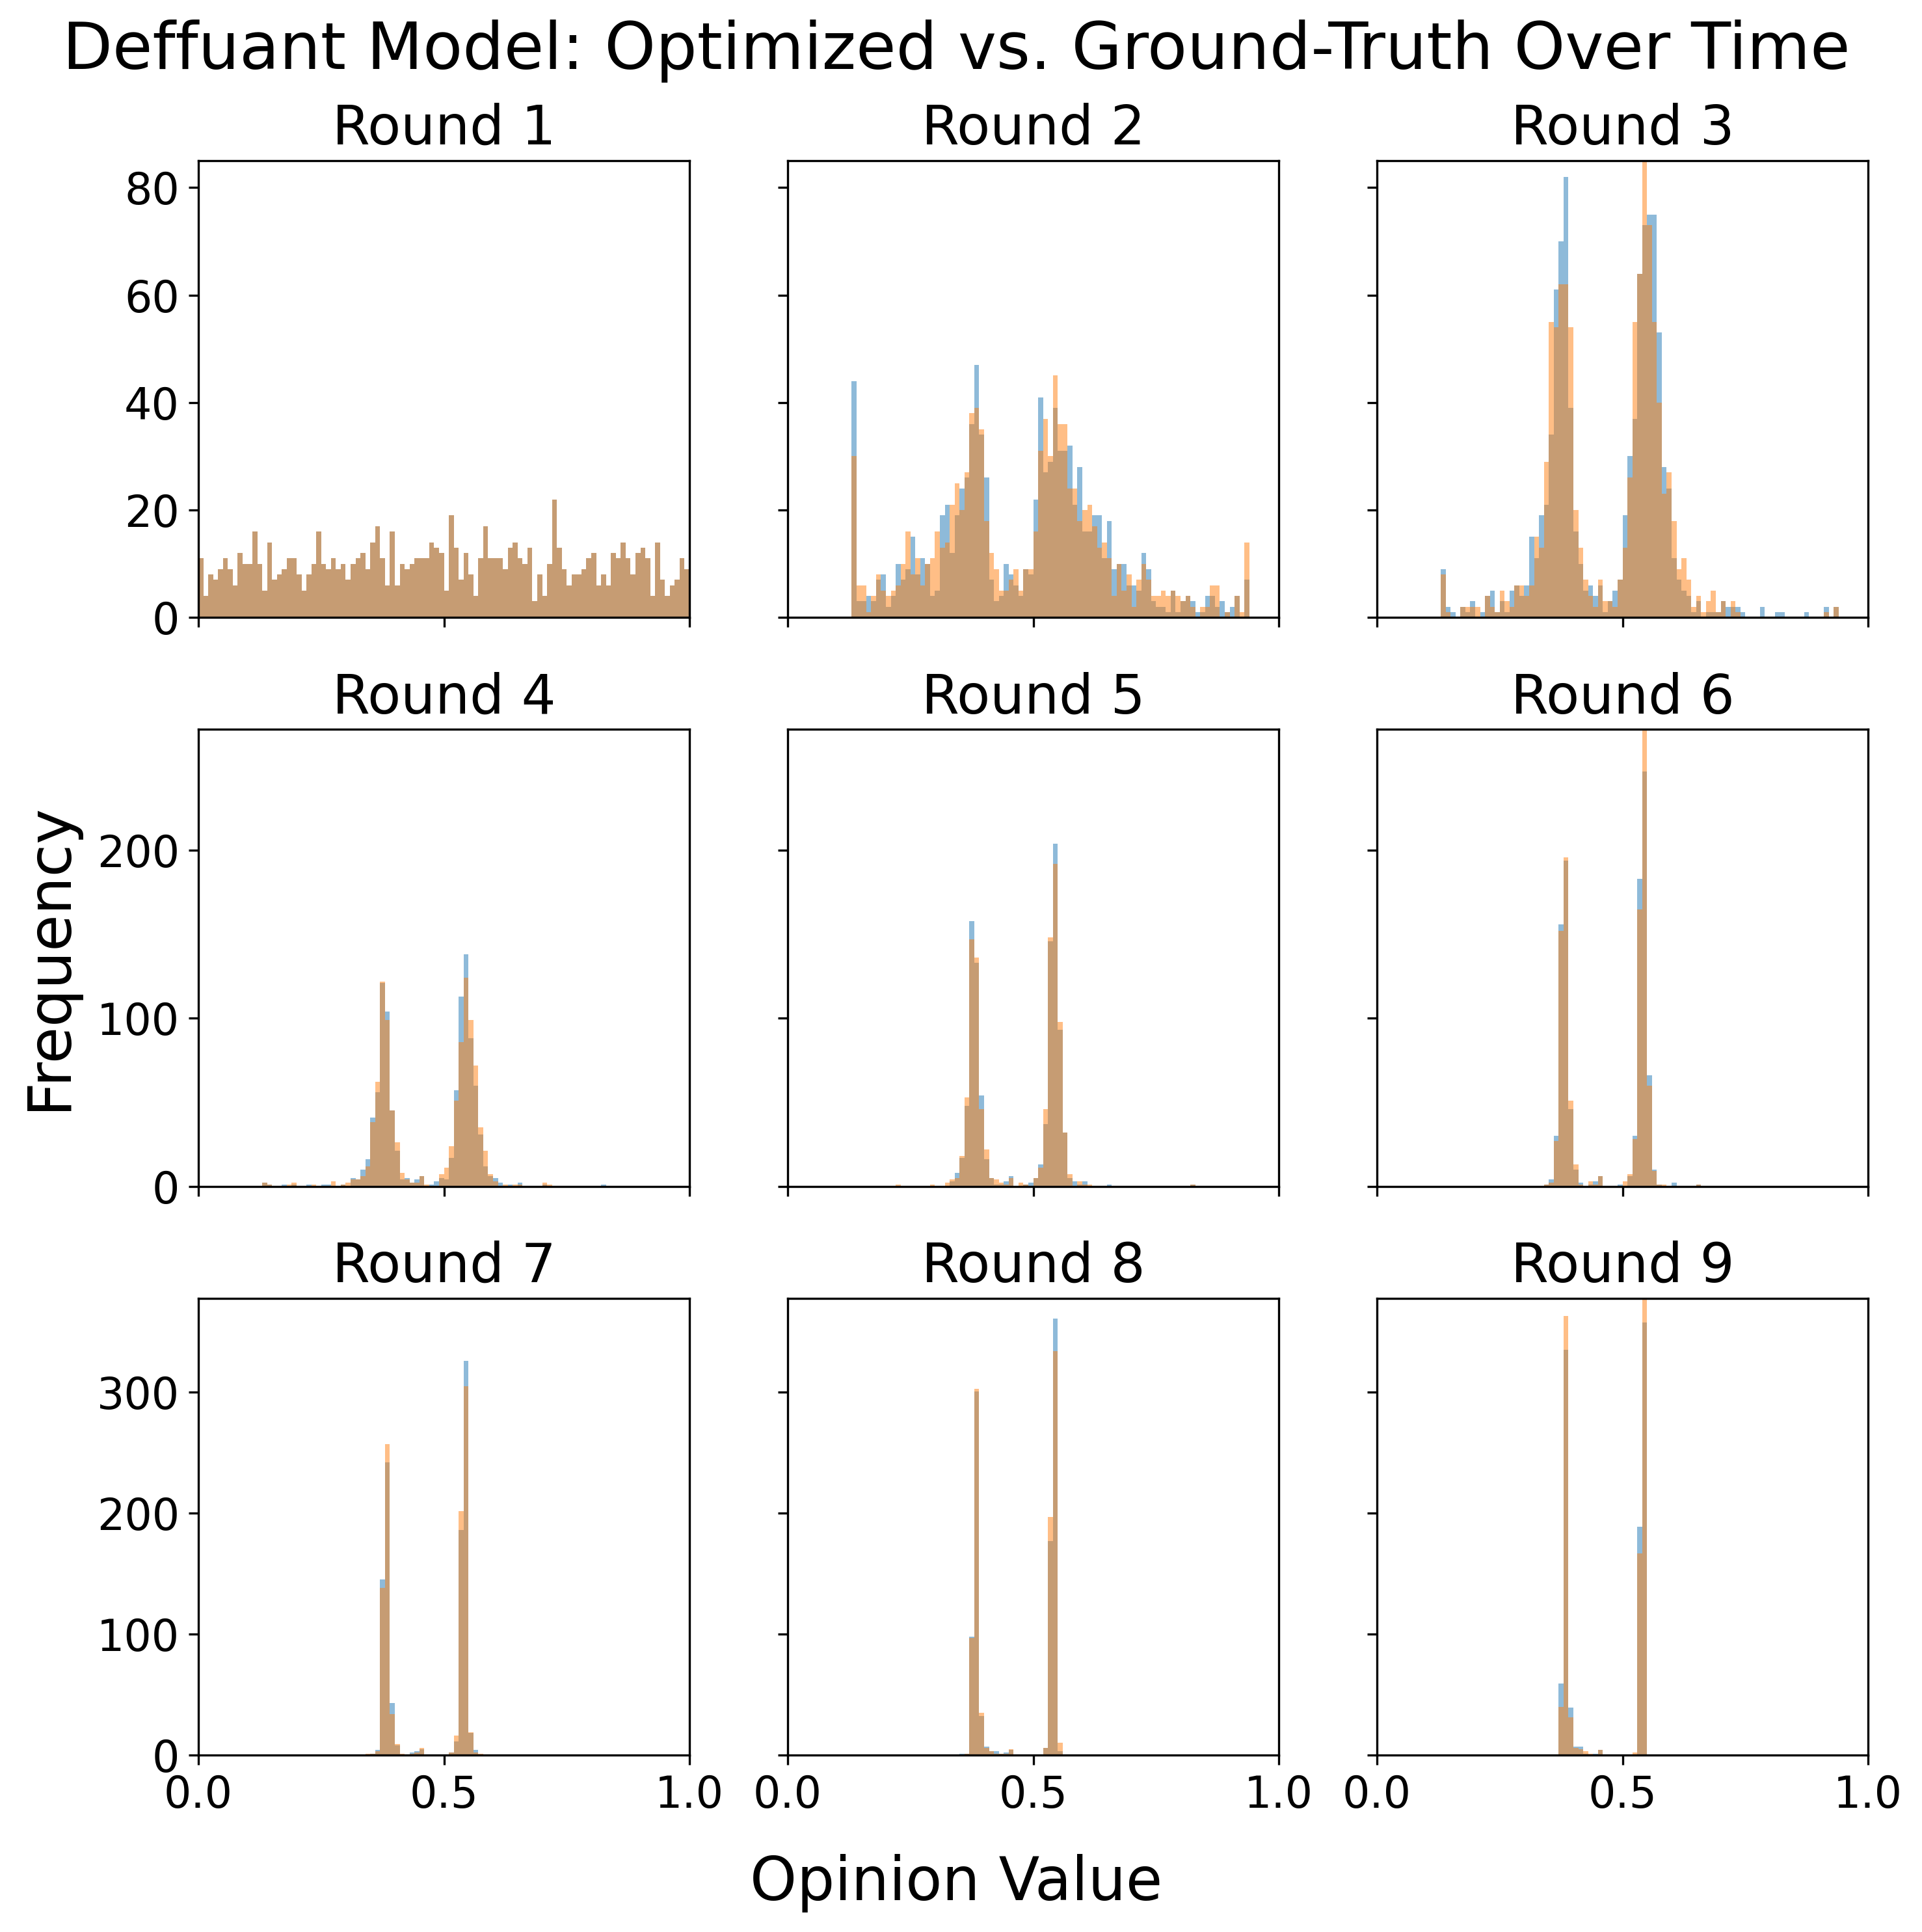 Deffuant Model: Optimized vs. Ground-Truth Over Time
Round 1
Round 2
Round 3
80
60
40
20
0
Round 4
Round 5
Round 6
Frequency
200
100
0
Round 7
Round 8
Round 9
300
200
100
0
0.0 0.5 1.0 0.0 0.5 1.0 0.0 0.5 1.0
Opinion Value